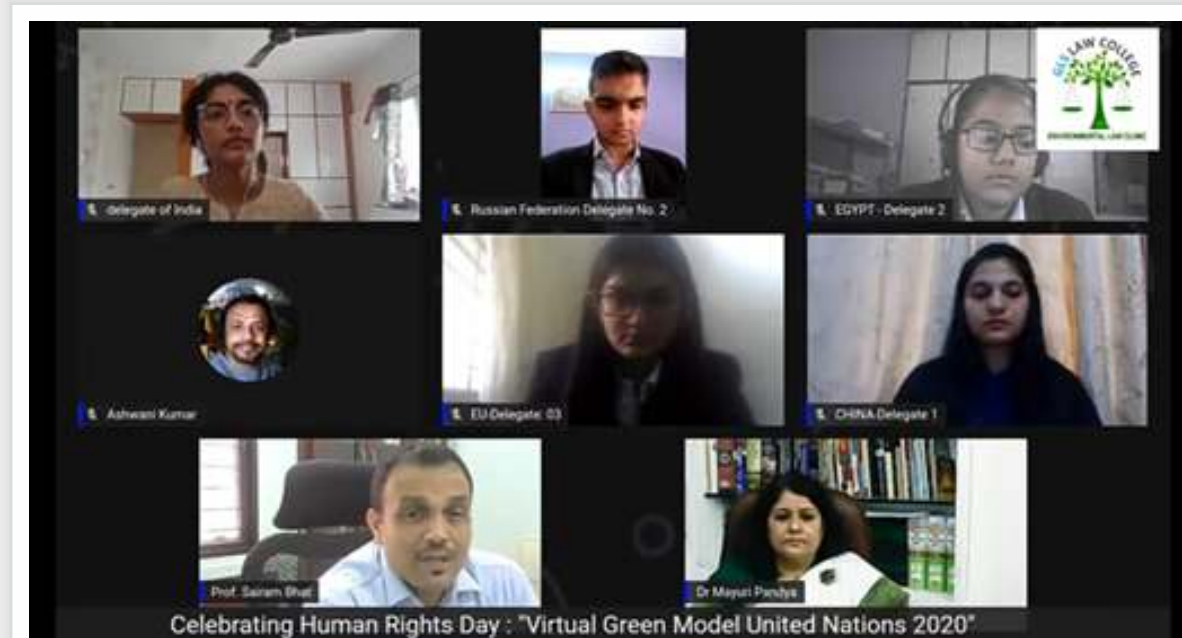 GLS LAW COLLEGE
ENVIRONMENTAL LAW CLINIC
delegate of India
Russian Federation Delegate No. 2
EGYPT - Delegate 2
Ashwani Kumar
EU-Delegate: 03
CHINA-Delegate 1
Prof. Sairam Bhat
Dr Mayuri Pandya
Celebrating Human Rights Day : "Virtual Green Model United Nations 2020"